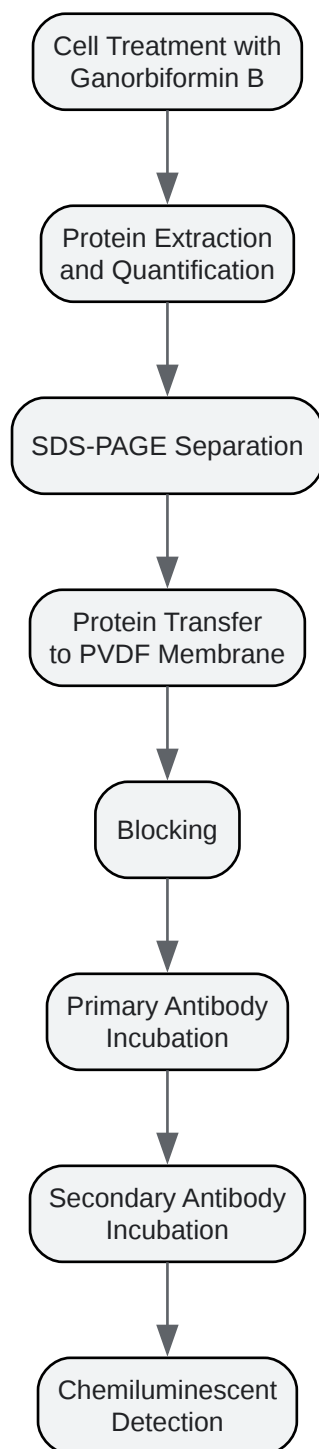 Cell Treatment with
Ganorbiformin B
Protein Extraction
and Quantification
SDS-PAGE Separation
Protein Transfer
to PVDF Membrane
Blocking
Primary Antibody
Incubation
Secondary Antibody
Incubation
Chemiluminescent
Detection